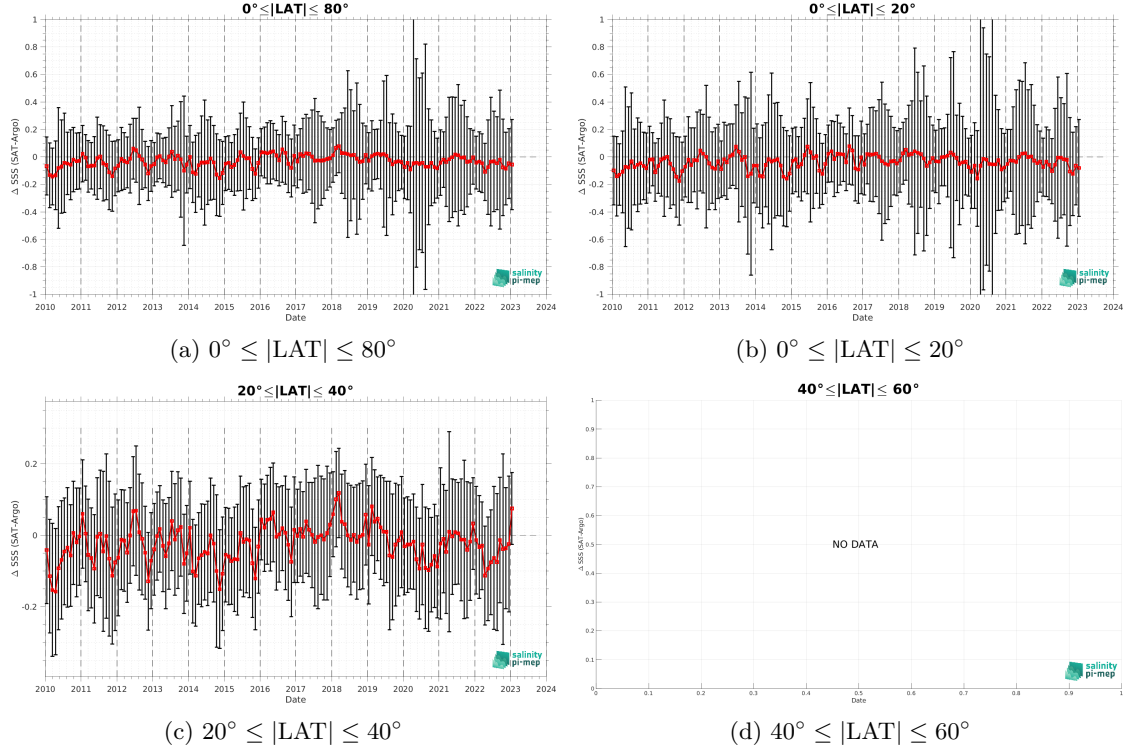 0°≤|LAT|≤ 80°
1
0.8
0.6
0.4
0.2
0
-0.2
-0.4
-0.6
-0.8
-1
Δ SSS (SAT-Argo)
2010 2011 2012 2013 2014 2015 2016 2017 2018 2019 2020 2021 2022 2023 2024
Date
salinity
pi-mep
(a) 0° ≤ |LAT| ≤ 80°
0°≤|LAT|≤ 20°
1
0.8
0.6
0.4
0.2
0
-0.2
-0.4
-0.6
-0.8
-1
Δ SSS (SAT-Argo)
2010 2011 2012 2013 2014 2015 2016 2017 2018 2019 2020 2021 2022 2023 2024
Date
salinity
pi-mep
(b) 0° ≤ |LAT| ≤ 20°
20°≤|LAT|≤ 40°
0.2
0
-0.2
Δ SSS (SAT-Argo)
2010 2011 2012 2013 2014 2015 2016 2017 2018 2019 2020 2021 2022 2023 2024
Date
salinity
pi-mep
(c) 20° ≤ |LAT| ≤ 40°
40°≤|LAT|≤ 60°
1
0.9
0.8
0.7
0.6
0.5
0.4
0.3
0.2
0.1
0
Δ SSS (SAT-Argo)
NO DATA
0 0.1 0.2 0.3 0.4 0.5 0.6 0.7 0.8 0.9 1
Date
salinity
pi-mep
(d) 40° ≤ |LAT| ≤ 60°